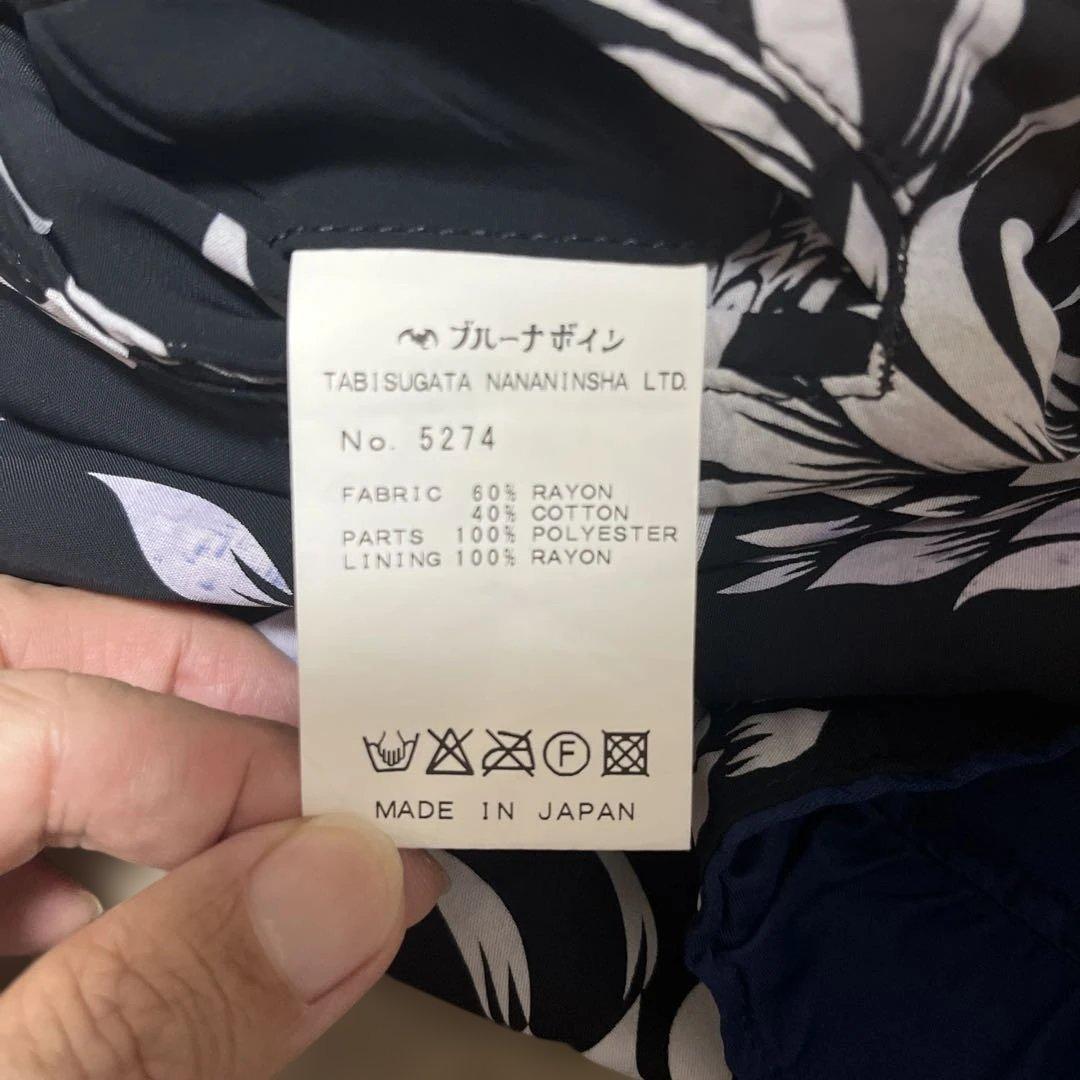 ブルーナボイン
TABISUGATA NANANINSHA LTD.
No. 5274
FABRIC 60% RAYON
40% COTTON
PARTS 100% POLYESTER
LINING 100% RAYON
F
MADE IN JAPAN